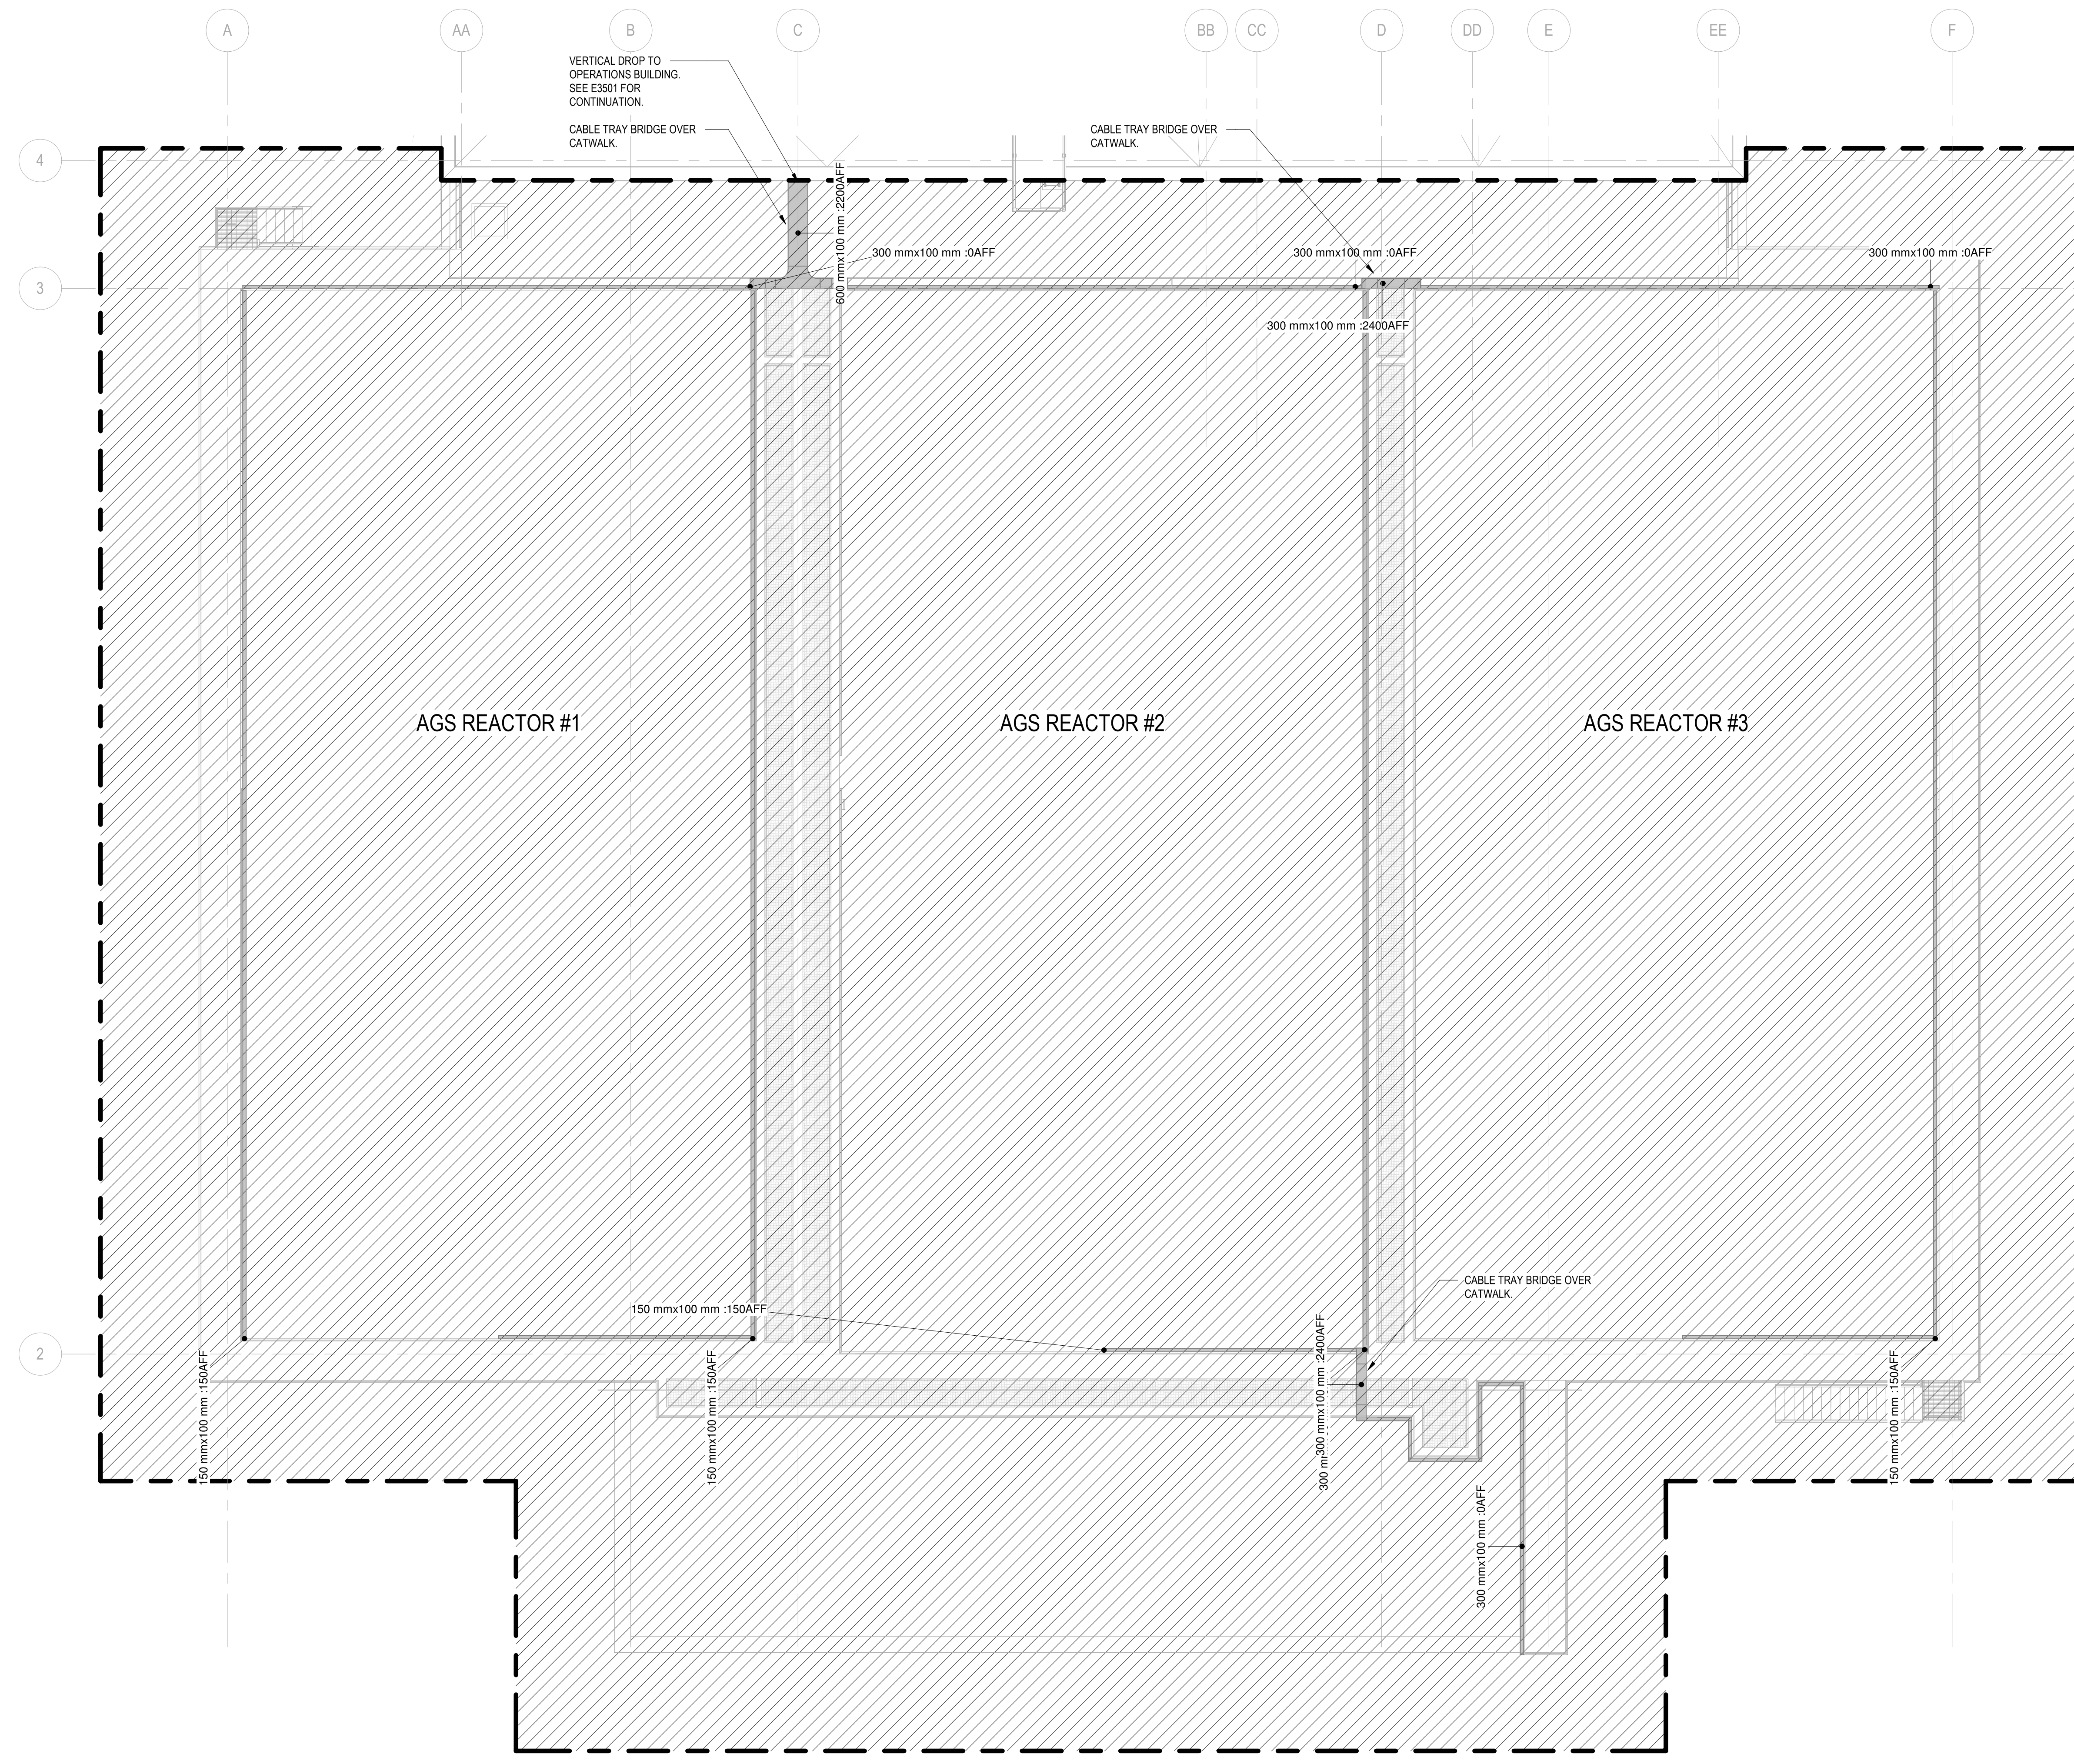 A
AA
B
C
BB
CC
D
DD
E
EE
F
VERTICAL DROP TO
OPERATIONS BUILDING.
SEE E3501 FOR
CONTINUATION.
CABLE TRAY BRIDGE OVER
CATWALK.
CABLE TRAY BRIDGE OVER
CATWALK.
4
600 mmx100 mm :2200AFF
300 mmx100 mm :0AFF
300 mmx100 mm :0AFF
300 mmx100 mm :0AFF
3
300 mmx100 mm :2400AFF
AGS REACTOR #1
AGS REACTOR #2
AGS REACTOR #3
CABLE TRAY BRIDGE OVER
CATWALK.
150 mmx100 mm :150AFF
2
150 mmx100 mm :150AFF
150 mmx100 mm :150AFF
300 mm
300 mmx100 mm :2400AFF
150 mmx100 mm :150AFF
300 mmx100 mm :0AFF